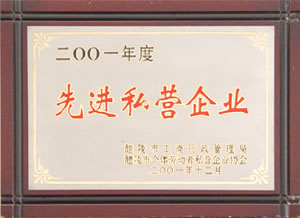 二〇〇一年度
先进私营企业
醴陵市工商行政管理局
醴陵市个体劳动者私营企业协会
二〇〇一年十二月